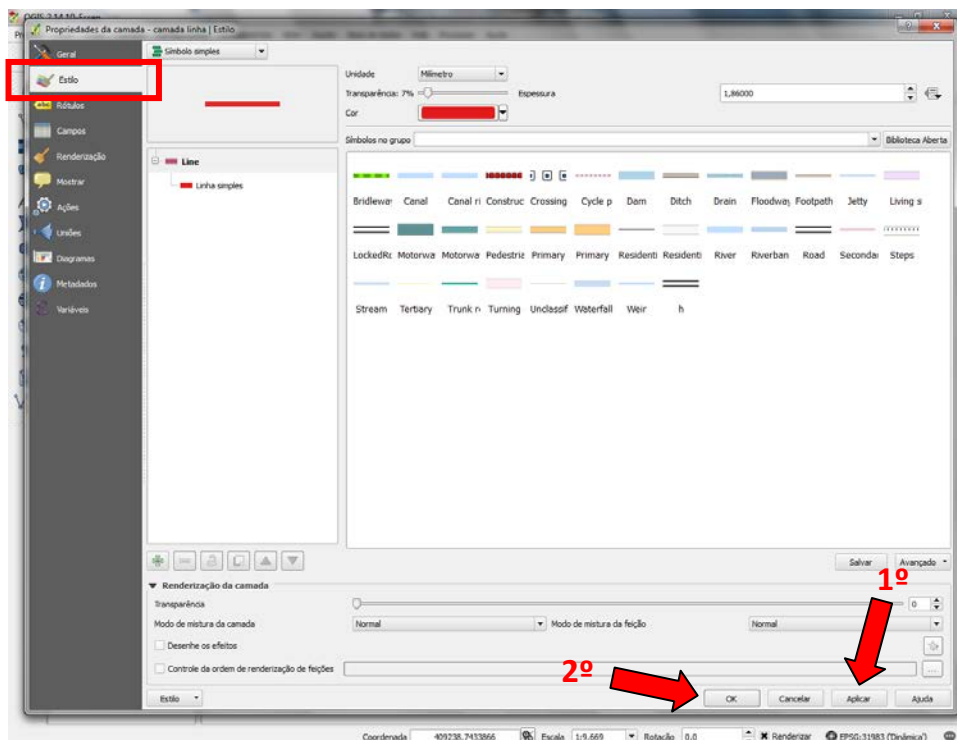 QGIS 2.14.10-Essen
Propriedades da camada - camada linha | Estilo
Geral
Estilo
Rótulos
Campos
Renderização
Mostrar
Ações
Uniões
Diagramas
Metadados
Variáveis
Símbolo simples
Line
Linha simples
Unidade Milímetro
Transparência: 7% Espessura 1,86000
Cor
Símbolos no grupo Biblioteca Aberta
Bridleway Canal Canal ri Construc Crossing Cycle p Dam Ditch Drain Floodway Footpath Jetty Living s
LockedRo Motorwa Motorwa Pedestria Primary Primary Residenti Residenti River Riverban Road Seconda Steps
Stream Tertiary Trunk r Turning Unclassif Waterfall Weir h
Salvar Avançado
1º
Renderização da camada
Transparência 0
Modo de mistura da camada Normal Modo de mistura da feição Normal
Desenhe os efeitos
Controle da ordem de renderização de feições ...
2º
Estilo OK Cancelar Aplicar Ajuda
Coordenada 409238.7433866 Escala 1:9.669 Rotação 0,0 Renderizar EPSG:31983 (Dinâmica')